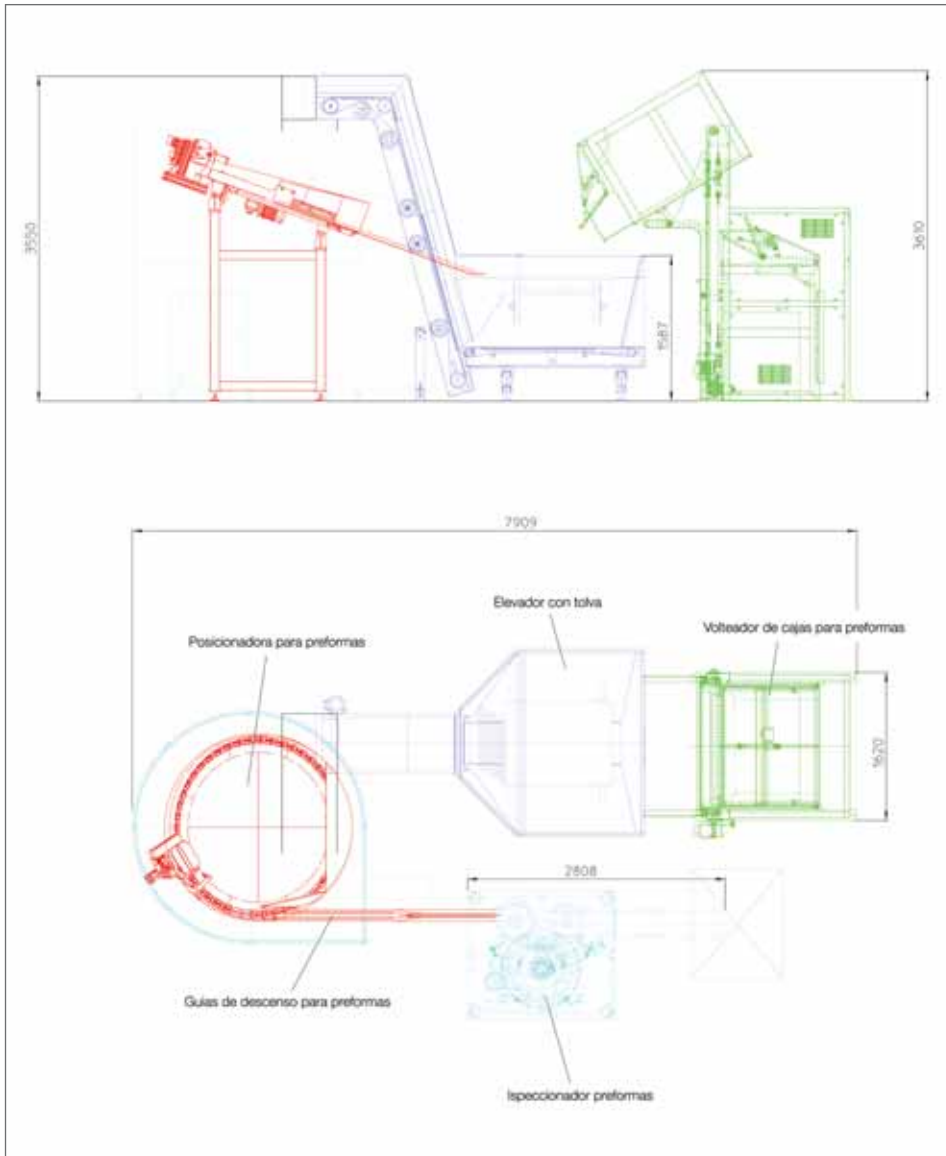 3550
3610
1587
7909
Elevador con tolva
Volteador de cajas para preformas
Posicionadora para preformas
1620
2808
Guias de descenso para preformas
Ispeccionador preformas